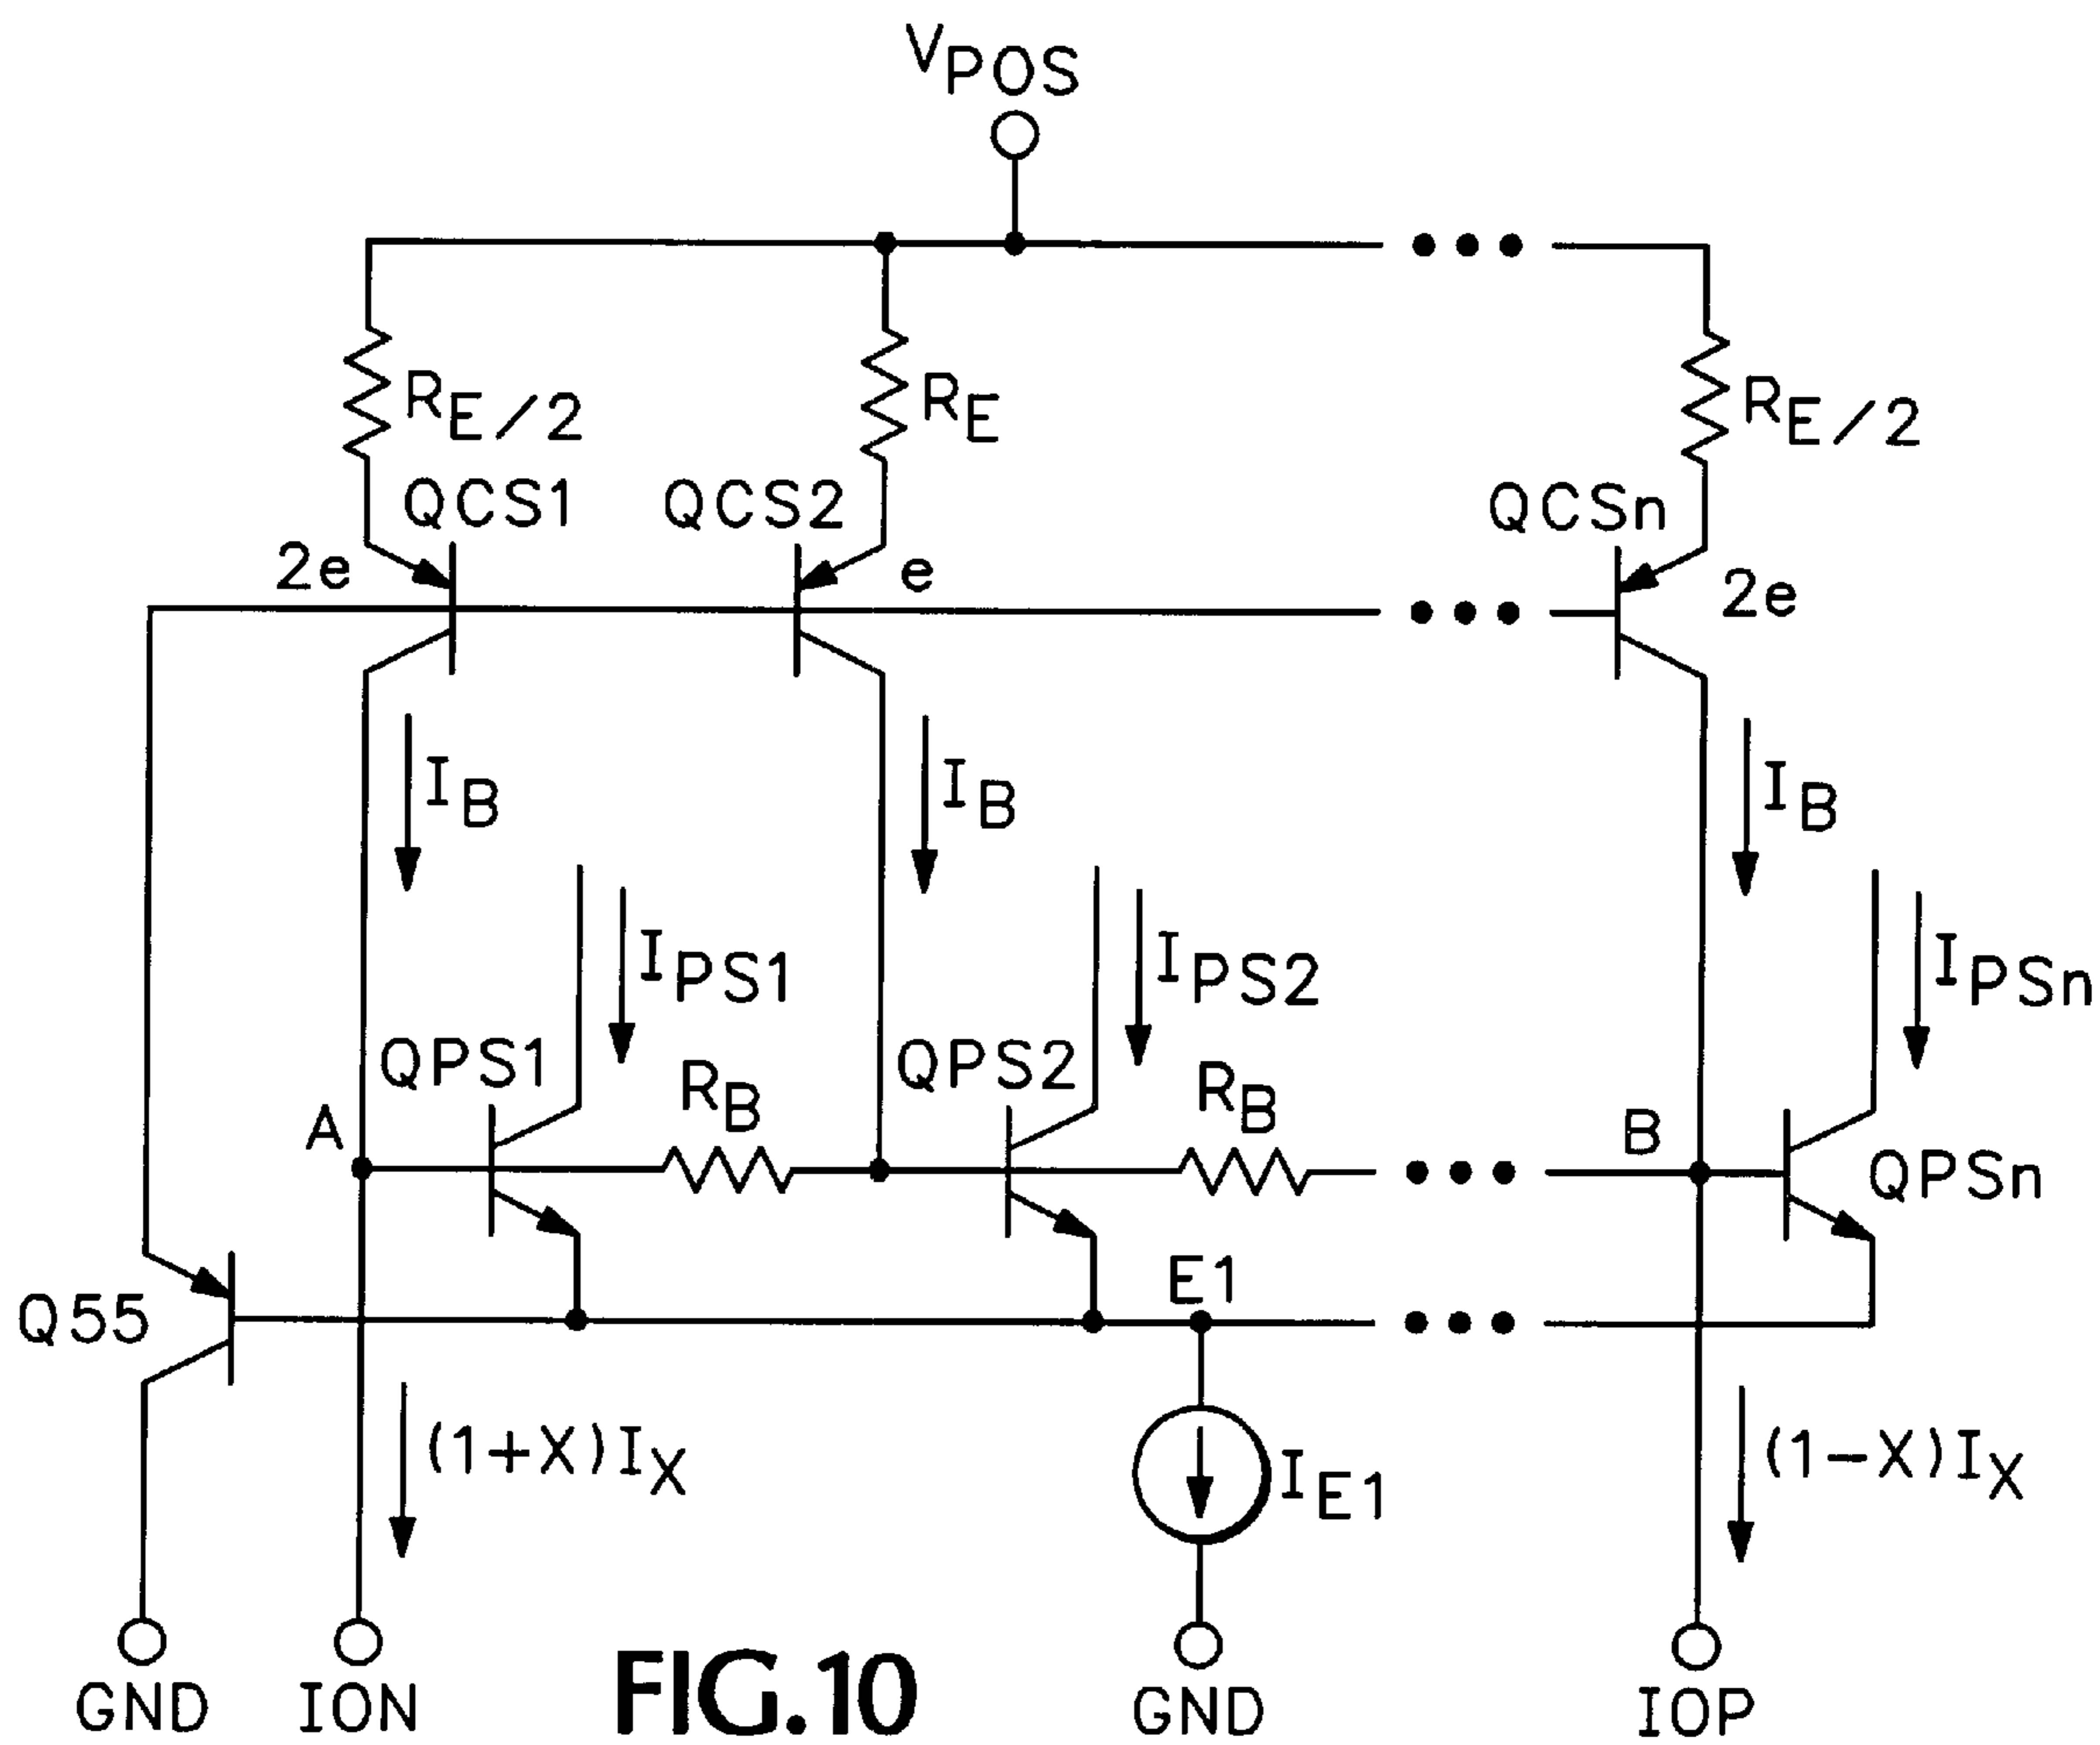 VPOS
RE/2
RE
RE/2
QCS1
QCS2
QCSn
2e
e
2e
IB
IB
IB
IPS1
IPS2
IPSn
QPS1
RB
QPS2
RB
A
B
QPSn
E1
Q55
(1+X)IX
IE1
(1-X)IX
GND
ION
GND
IOP
FIG.10